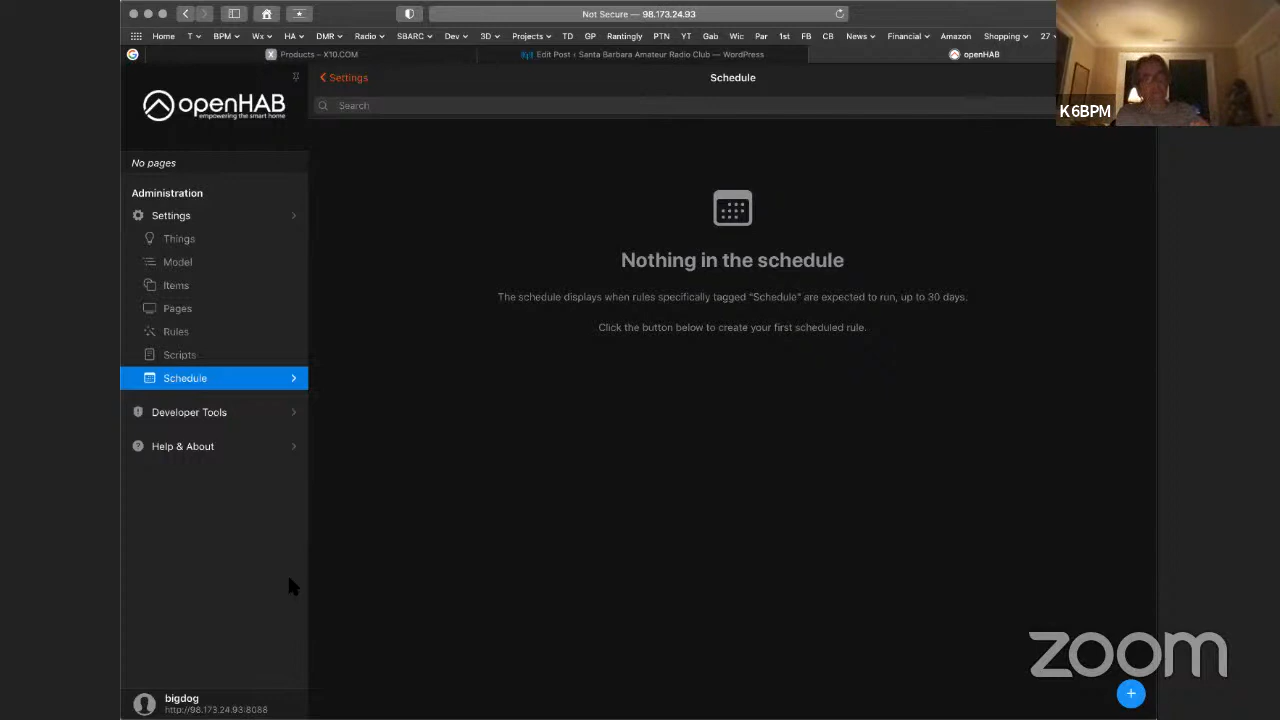 Not Secure — 98.173.24.93
Home T BPM Wx HA DMR Radio SBARC Dev 3D Projects TD GP Rantingly PTN YT Gab Wic Par 1st FB CB News Financial Amazon Shopping 27
Products – X10.COM
Edit Post ‹ Santa Barbara Amateur Radio Club — WordPress
openHAB
K6BPM
openHAB
empowering the smart home
Settings
Schedule
Search
No pages
Administration
Settings
Things
Model
Items
Pages
Rules
Scripts
Schedule
Developer Tools
Help & About
Nothing in the schedule
The schedule displays when rules specifically tagged "Schedule" are expected to run, up to 30 days.
Click the button below to create your first scheduled rule.
bigdog
http://98.173.24.93:8086
zoom